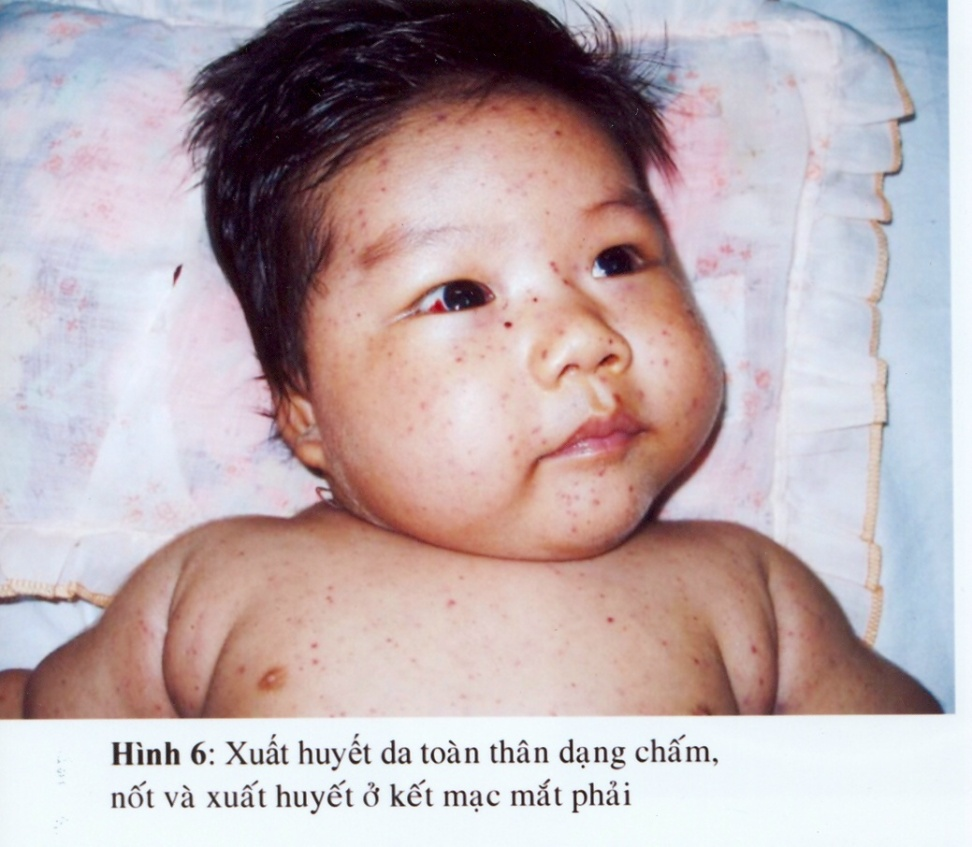 Hình 6: Xuất huyết da toàn thân dạng chấm,
nốt và xuất huyết ở kết mạc mắt phải